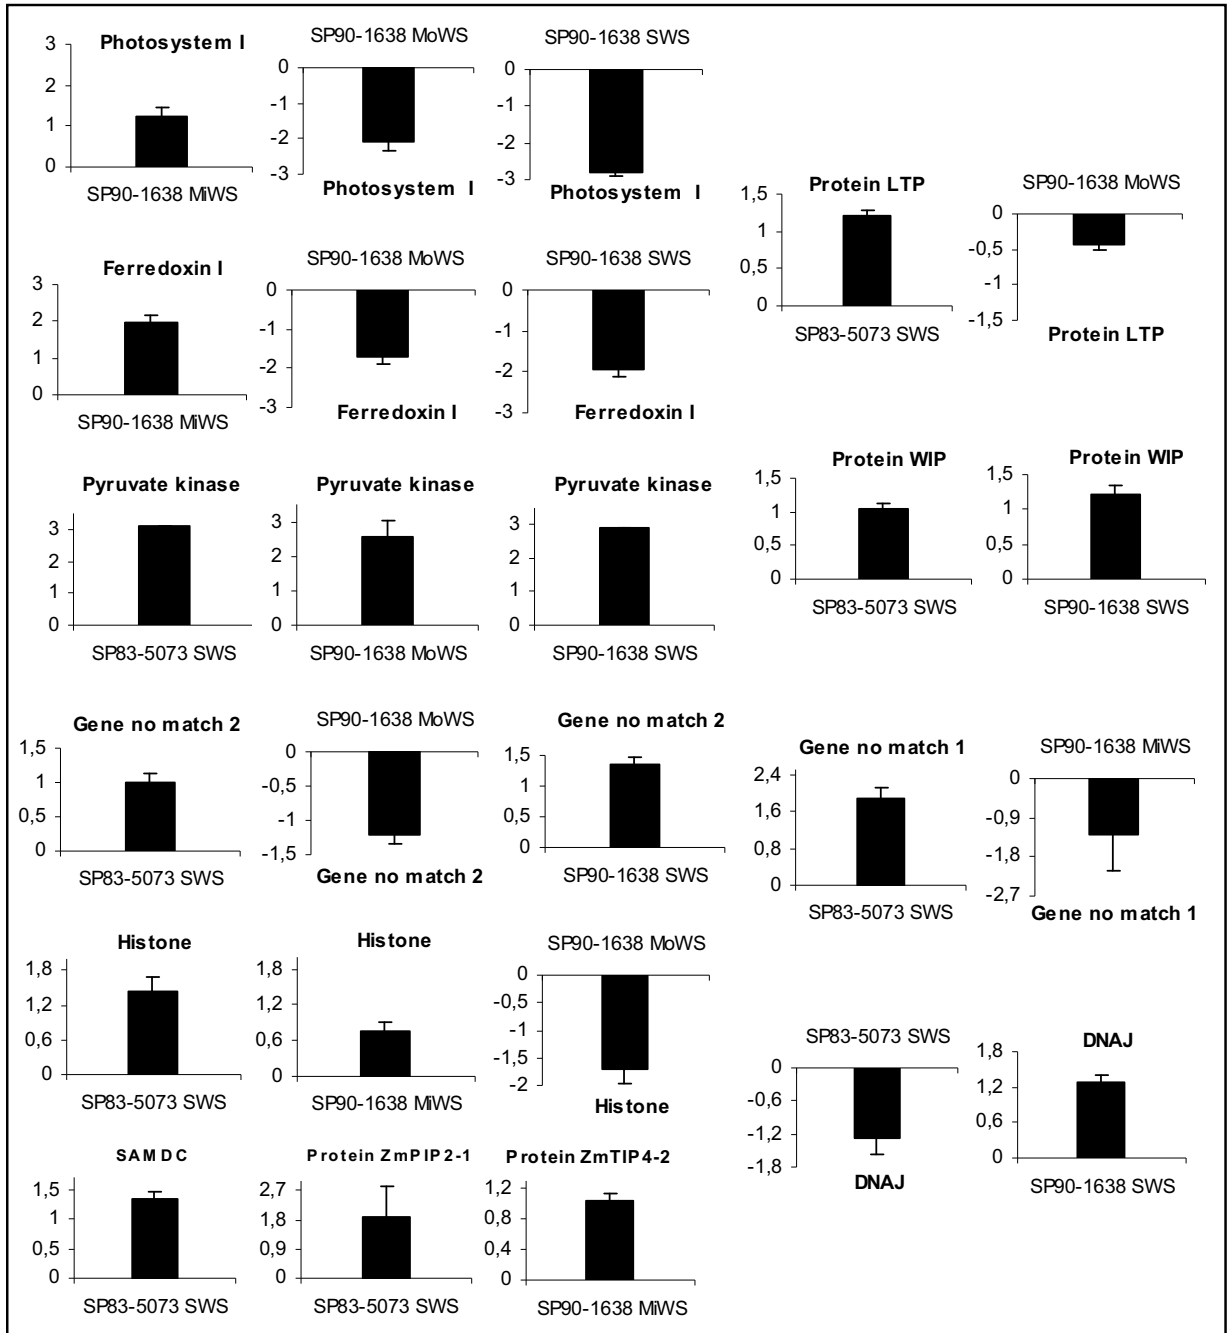 Photosystem I
3
2
1
0
SP90-1638 MiWS
SP90-1638 MoWS
0
-1
-2
-3
Photosystem I
SP90-1638 SWS
0
-1
-2
-3
Photosystem I
Protein LTP
1,5
1
0,5
0
SP83-5073 SWS
SP90-1638 MoWS
0
-0,5
-1
-1,5
Protein LTP
Ferredoxin I
3
2
1
0
SP90-1638 MiWS
SP90-1638 MoWS
0
-1
-2
-3
Ferredoxin I
SP90-1638 SWS
0
-1
-2
-3
Ferredoxin I
Pyruvate kinase
3
2
1
0
SP83-5073 SWS
Pyruvate kinase
3
2
1
0
SP90-1638 MoWS
Pyruvate kinase
3
2
1
0
SP90-1638 SWS
Protein WIP
1,5
1
0,5
0
SP83-5073 SWS
Protein WIP
1,5
1
0,5
0
SP90-1638 SWS
Gene no match 2
1,5
1
0,5
0
SP83-5073 SWS
SP90-1638 MoWS
0
-0,5
-1
-1,5
Gene no match 2
Gene no match 2
1,5
1
0,5
0
SP90-1638 SWS
Gene no match 1
2,4
1,6
0,8
0
SP83-5073 SWS
SP90-1638 MiWS
0
-0,9
-1,8
-2,7
Gene no match 1
Histone
1,8
1,2
0,6
0
SP83-5073 SWS
Histone
1,8
1,2
0,6
0
SP90-1638 MiWS
SP90-1638 MoWS
0
-0,5
-1
-1,5
-2
Histone
SP83-5073 SWS
0
-0,6
-1,2
-1,8
DNAJ
DNAJ
1,8
1,2
0,6
0
SP90-1638 SWS
SAMDC
1,5
1
0,5
0
SP83-5073 SWS
Protein ZmPIP2-1
2,7
1,8
0,9
0
SP83-5073 SWS
Protein ZmTIP4-2
1,2
0,8
0,4
0
SP90-1638 MiWS